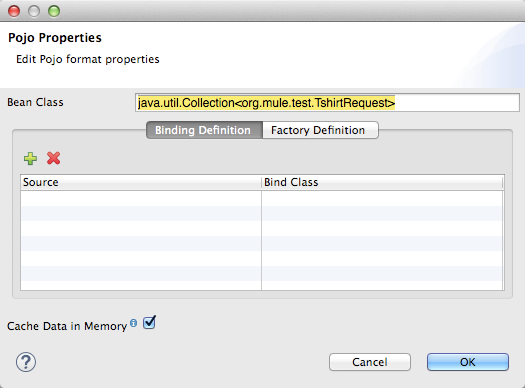 Pojo Properties
Edit Pojo format properties
Bean Class
java.util.Collection<org.mule.test.TshirtRequest>
Binding Definition
Factory Definition
Source
Bind Class
Cache Data in Memory
Cancel
OK